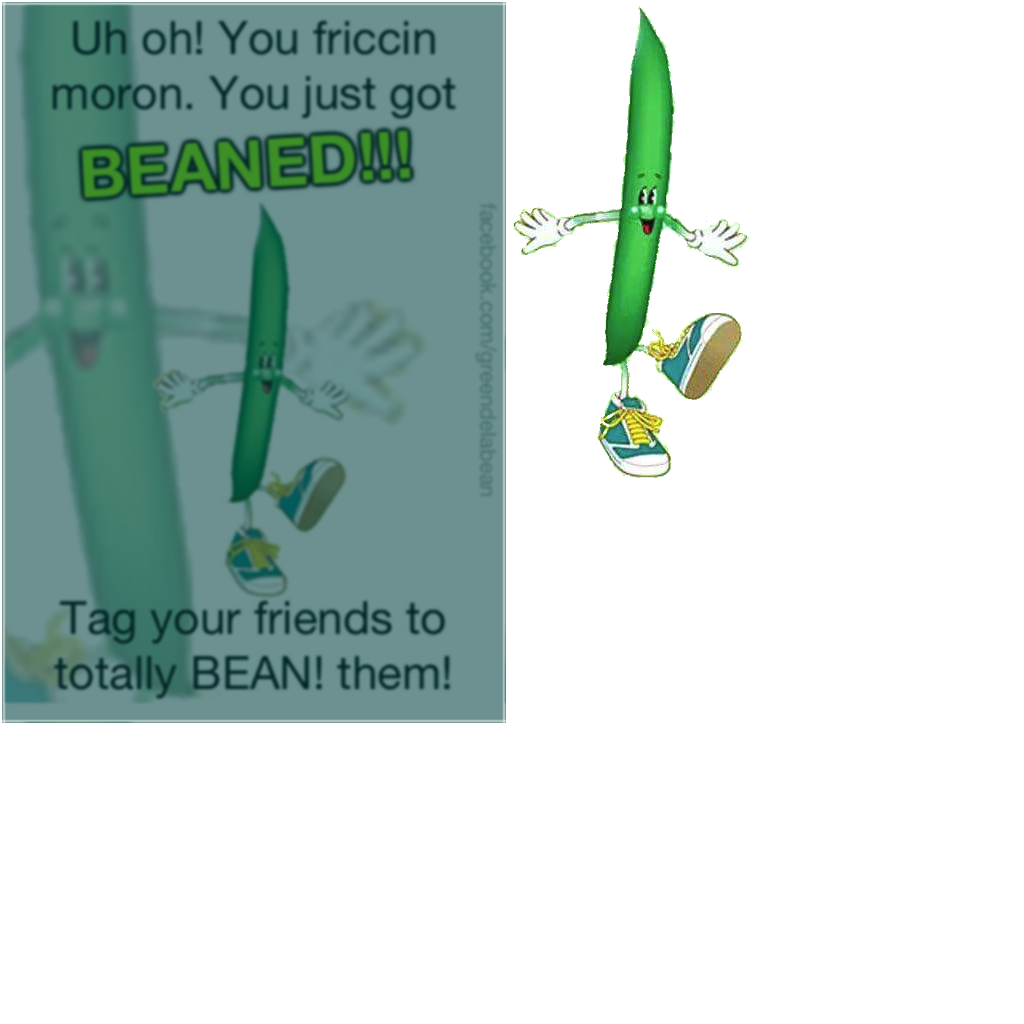 Uh oh! You friccin
moron. You just got
BEANED!!!
facebook.com/greendelabean
Tag your friends to
totally BEAN! them!